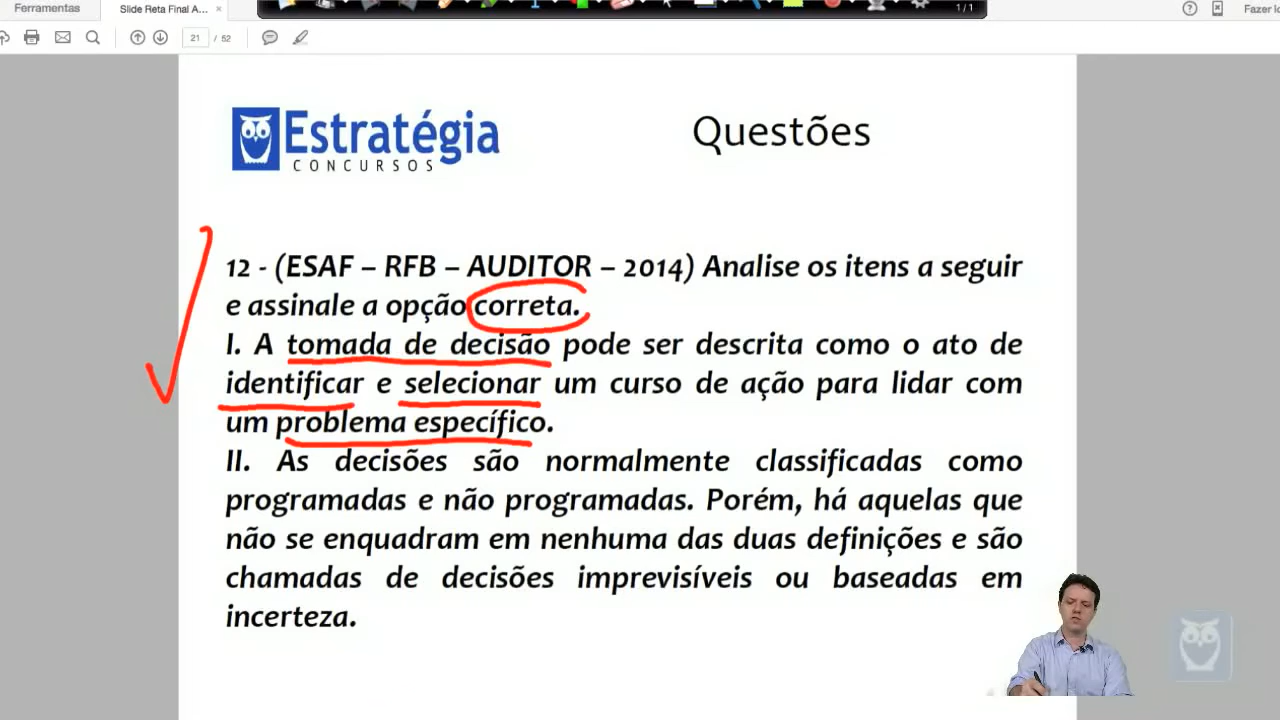 Ferramentas
Slide Reta Final A... ×
1/1
Fazer lo
21 / 52
Estratégia
CONCURSOS
Questões
12 - (ESAF – RFB – AUDITOR – 2014) Analise os itens a seguir
e assinale a opção correta.
I. A tomada de decisão pode ser descrita como o ato de
identificar e selecionar um curso de ação para lidar com
um problema específico.
II. As decisões são normalmente classificadas como
programadas e não programadas. Porém, há aquelas que
não se enquadram em nenhuma das duas definições e são
chamadas de decisões imprevisíveis ou baseadas em
incerteza.